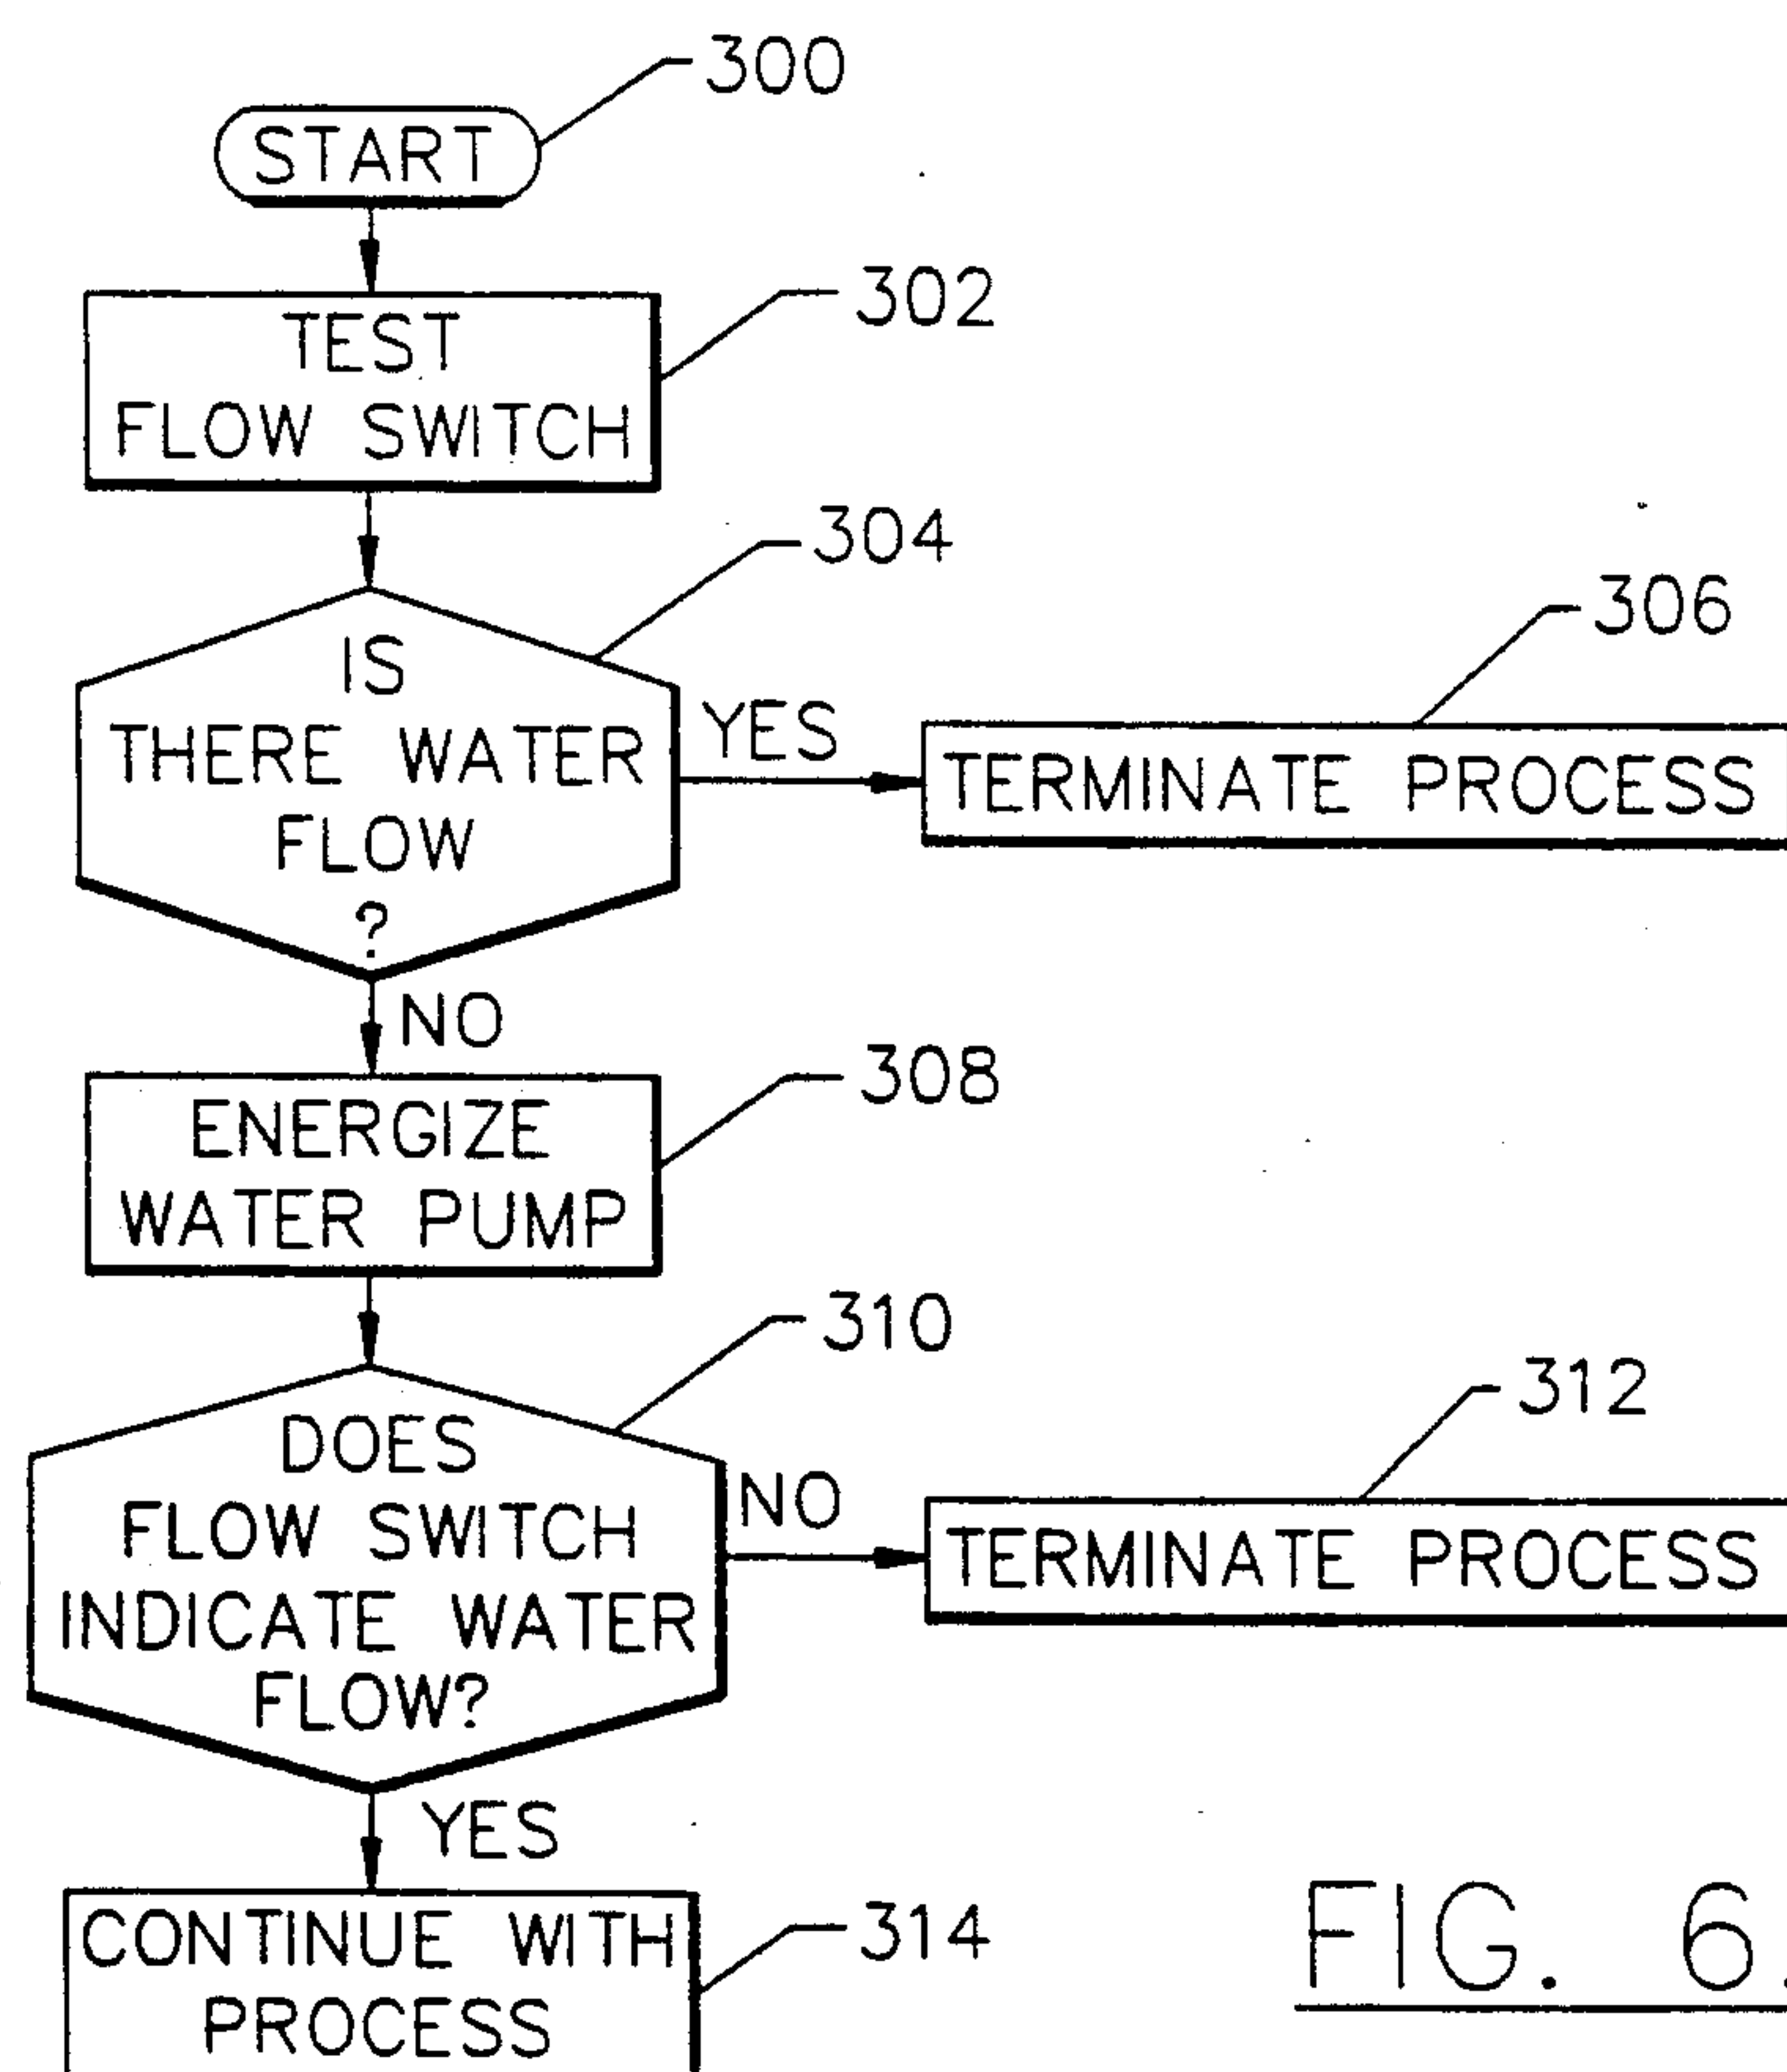 300
START
302
TEST
FLOW SWITCH
304
IS
THERE WATER
FLOW
?
YES
306
TERMINATE PROCESS
NO
308
ENERGIZE
WATER PUMP
310
DOES
FLOW SWITCH
INDICATE WATER
FLOW?
NO
312
TERMINATE PROCESS
YES
314
CONTINUE WITH
PROCESS
FIG. 6.